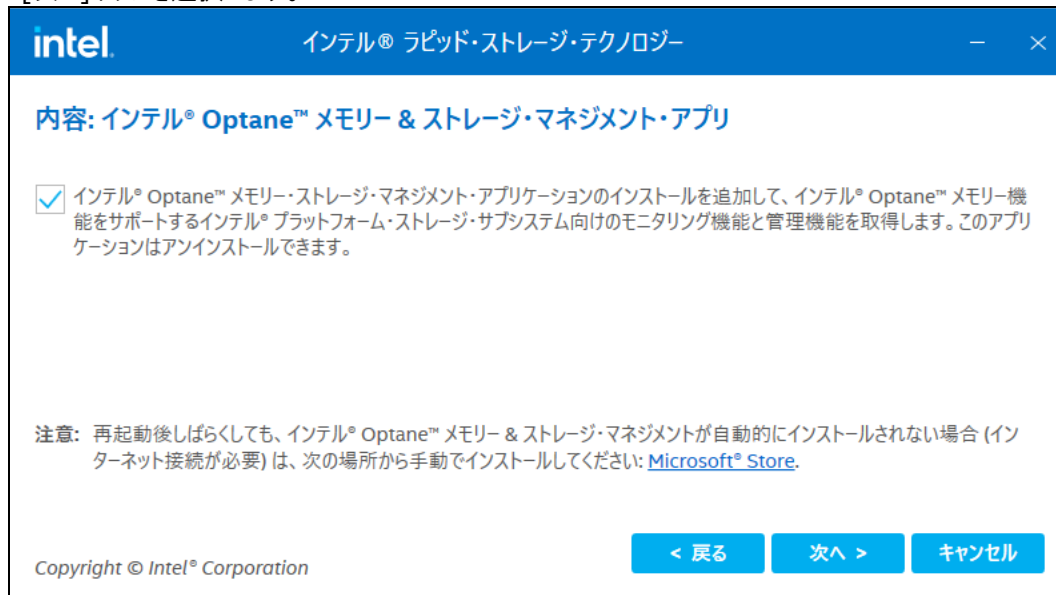 intel.
インテル® ラピッド・ストレージ・テクノロジー
内容: インテル® Optane™ メモリー & ストレージ・マネジメント・アプリ
インテル® Optane™ メモリー・ストレージ・マネジメント・アプリケーションのインストールを追加して、インテル® Optane™ メモリー機
能をサポートするインテル® プラットフォーム・ストレージ・サブシステム向けのモニタリング機能と管理機能を取得します。このアプリ
ケーションはアンインストールできます。
注意: 再起動後しばらくしても、インテル® Optane™ メモリー & ストレージ・マネジメントが自動的にインストールされない場合 (イン
ターネット接続が必要) は、次の場所から手動でインストールしてください: Microsoft® Store.
< 戻る
次へ >
キャンセル
Copyright © Intel® Corporation